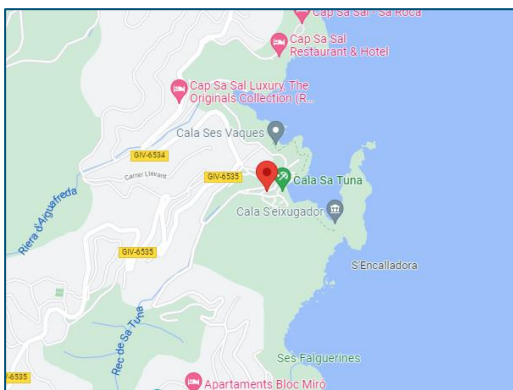 Cap Sa Sal - Sa Roca
Cap Sa Sal
Restaurant & Hotel
Cap Sa Sal Luxury, The
Originals Collection (R...
Cala Ses Vaques
GIV-6534
Carrer Llevant
GIV-6535
Cala Sa Tuna
Cala S'eixugador
Riera d'Aiguafreda
GIV-6535
S'Encalladora
Rec de Sa Tuna
Ses Falguerines
V-6535
Apartaments Bloc Miró